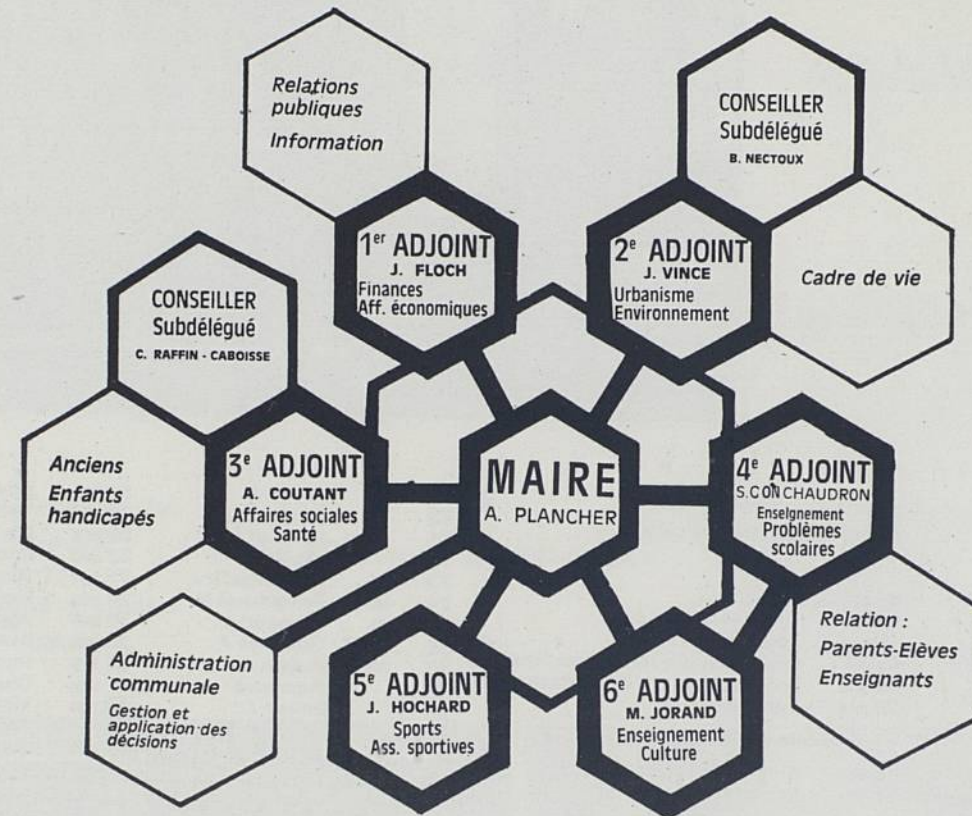 Relations
publiques
Information
CONSEILLER
Subdélégué
B. NECTOUX
1er ADJOINT
J. FLOCH
Finances
Aff. économiques
2e ADJOINT
J. VINCE
Urbanisme
Environnement
Cadre de vie
CONSEILLER
Subdélégué
C. RAFFIN - CABOISSE
Anciens
Enfants
handicapés
3e ADJOINT
A. COUTANT
Affaires sociales
Santé
MAIRE
A. PLANCHER
4e ADJOINT
S.CONCHAUDRON
Enseignement
Problèmes
scolaires
Administration
communale
Gestion et
application des
décisions
5e ADJOINT
J. HOCHARD
Sports
Ass. sportives
6e ADJOINT
M. JORAND
Enseignement
Culture
Relation :
Parents-Elèves
Enseignants